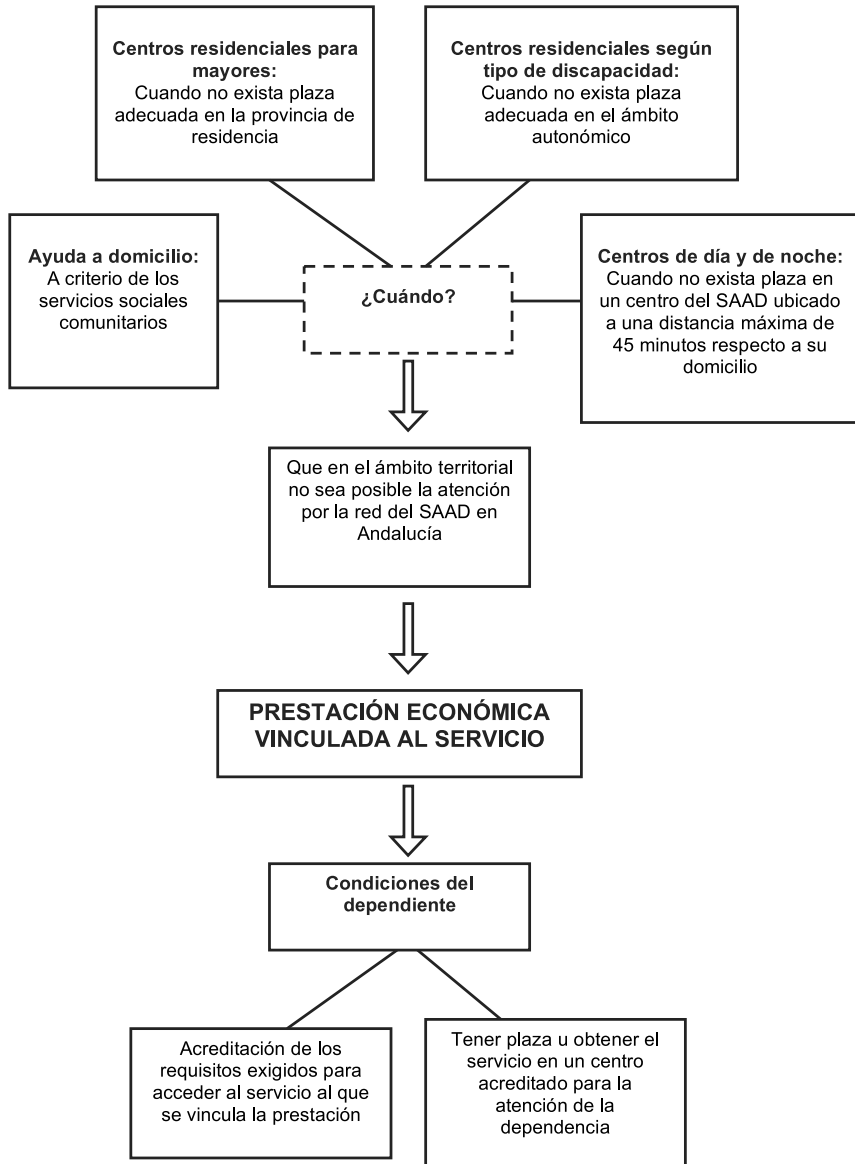 Centros residenciales para
mayores:
Cuando no exista plaza
adecuada en la provincia de
residencia
Centros residenciales según
tipo de discapacidad:
Cuando no exista plaza
adecuada en el ámbito
autonómico
Ayuda a domicilio:
A criterio de los
servicios sociales
comunitarios
¿Cuándo?
Centros de día y de noche:
Cuando no exista plaza en
un centro del SAAD ubicado
a una distancia máxima de
45 minutos respecto a su
domicilio
Que en el ámbito territorial
no sea posible la atención
por la red del SAAD en
Andalucía
PRESTACIÓN ECONÓMICA
VINCULADA AL SERVICIO
Condiciones del
dependiente
Acreditación de los
requisitos exigidos para
acceder al servicio al que
se vincula la prestación
Tener plaza u obtener el
servicio en un centro
acreditado para la
atención de la
dependencia